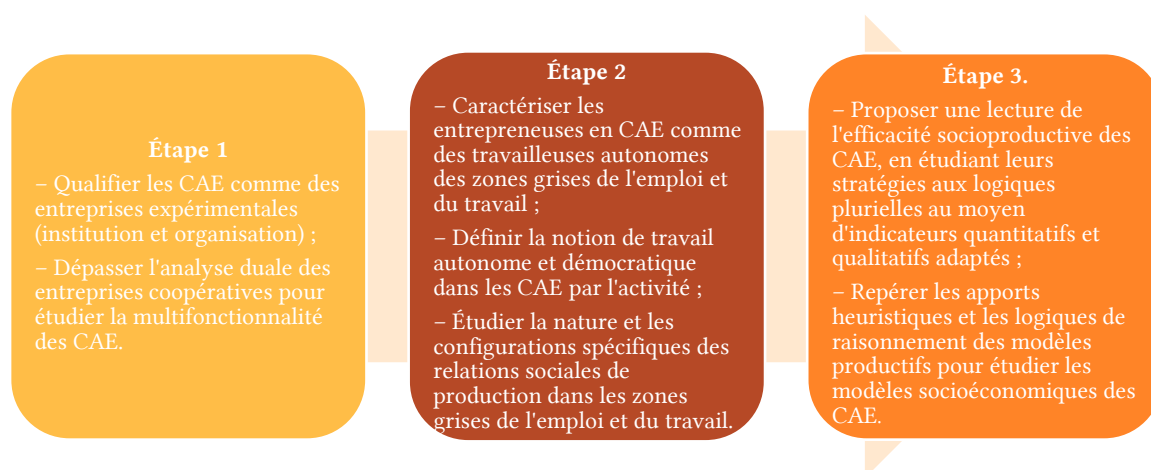 Étape 1
– Qualifier les CAE comme des
entreprises expérimentales
(institution et organisation) ;
– Dépasser l'analyse duale des
entreprises coopératives pour
étudier la multifonctionnalité
des CAE.
Étape 2
– Caractériser les
entrepreneuses en CAE comme
des travailleuses autonomes
des zones grises de l'emploi et
du travail ;
– Définir la notion de travail
autonome et démocratique
dans les CAE par l'activité ;
– Étudier la nature et les
configurations spécifiques des
relations sociales de
production dans les zones
grises de l'emploi et du travail.
Étape 3.
– Proposer une lecture de
l'efficacité socioproductive des
CAE, en étudiant leurs
stratégies aux logiques
plurielles au moyen
d'indicateurs quantitatifs et
qualitatifs adaptés ;
– Repérer les apports
heuristiques et les logiques de
raisonnement des modèles
productifs pour étudier les
modèles socioéconomiques des
CAE.